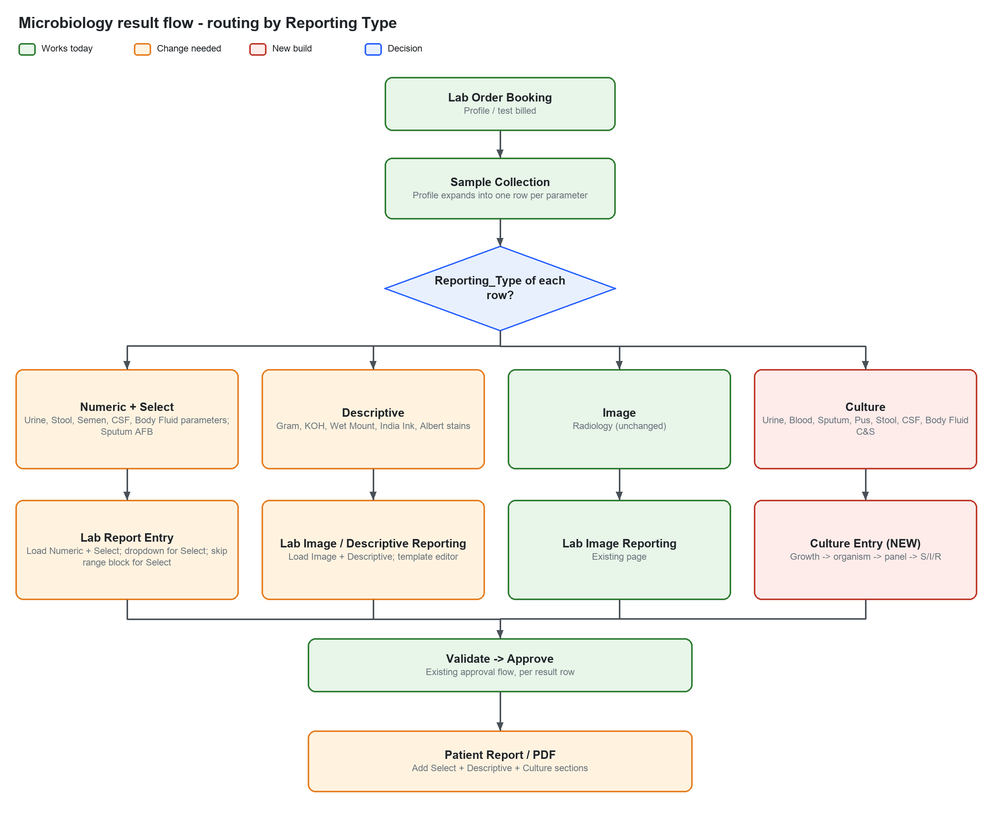 Microbiology result flow - routing by Reporting Type
Works today
Change needed
New build
Decision
Lab Order Booking
Profile / test billed
Sample Collection
Profile expands into one row per parameter
Reporting_Type of each
row?
Numeric + Select
Urine, Stool, Semen, CSF, Body Fluid parameters;
Sputum AFB
Descriptive
Gram, KOH, Wet Mount, India Ink, Albert stains
Image
Radiology (unchanged)
Culture
Urine, Blood, Sputum, Pus, Stool, CSF, Body Fluid
C&S
Lab Report Entry
Load Numeric + Select; dropdown for Select; skip
range block for Select
Lab Image / Descriptive Reporting
Load Image + Descriptive; template editor
Lab Image Reporting
Existing page
Culture Entry (NEW)
Growth -> organism -> panel -> S/I/R
Validate -> Approve
Existing approval flow, per result row
Patient Report / PDF
Add Select + Descriptive + Culture sections